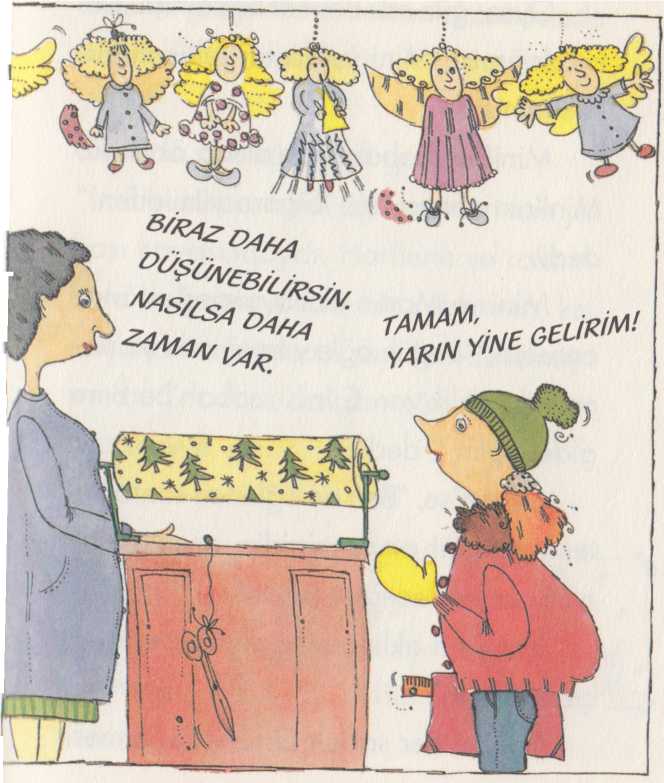 BİRAZ DAHA
DÜŞÜNEBİLİRSİN.
NASILSA DAHA
ZAMAN VAR.
TAMAM,
YARIN YİNE GELİRİM!